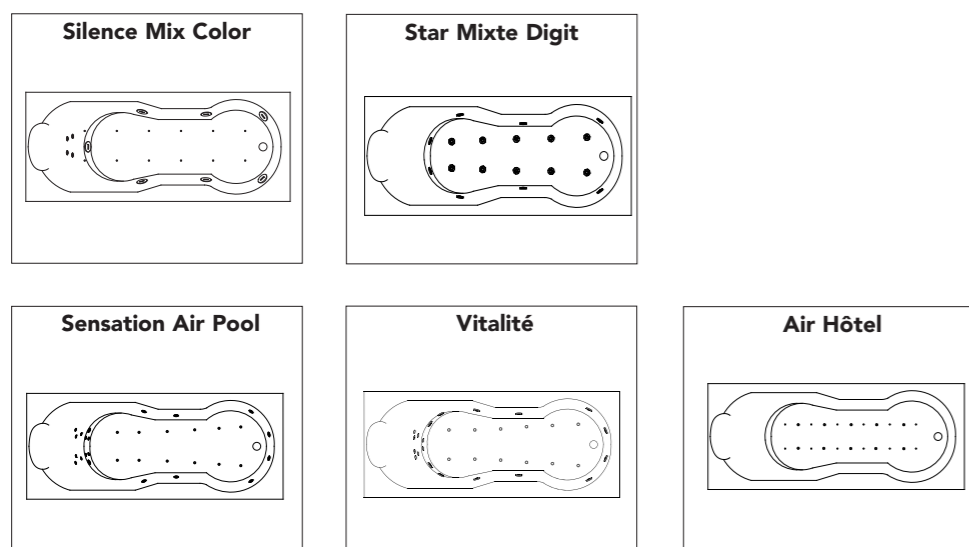 Silence Mix Color
Star Mixte Digit
Sensation Air Pool
Vitalité
Air Hôtel